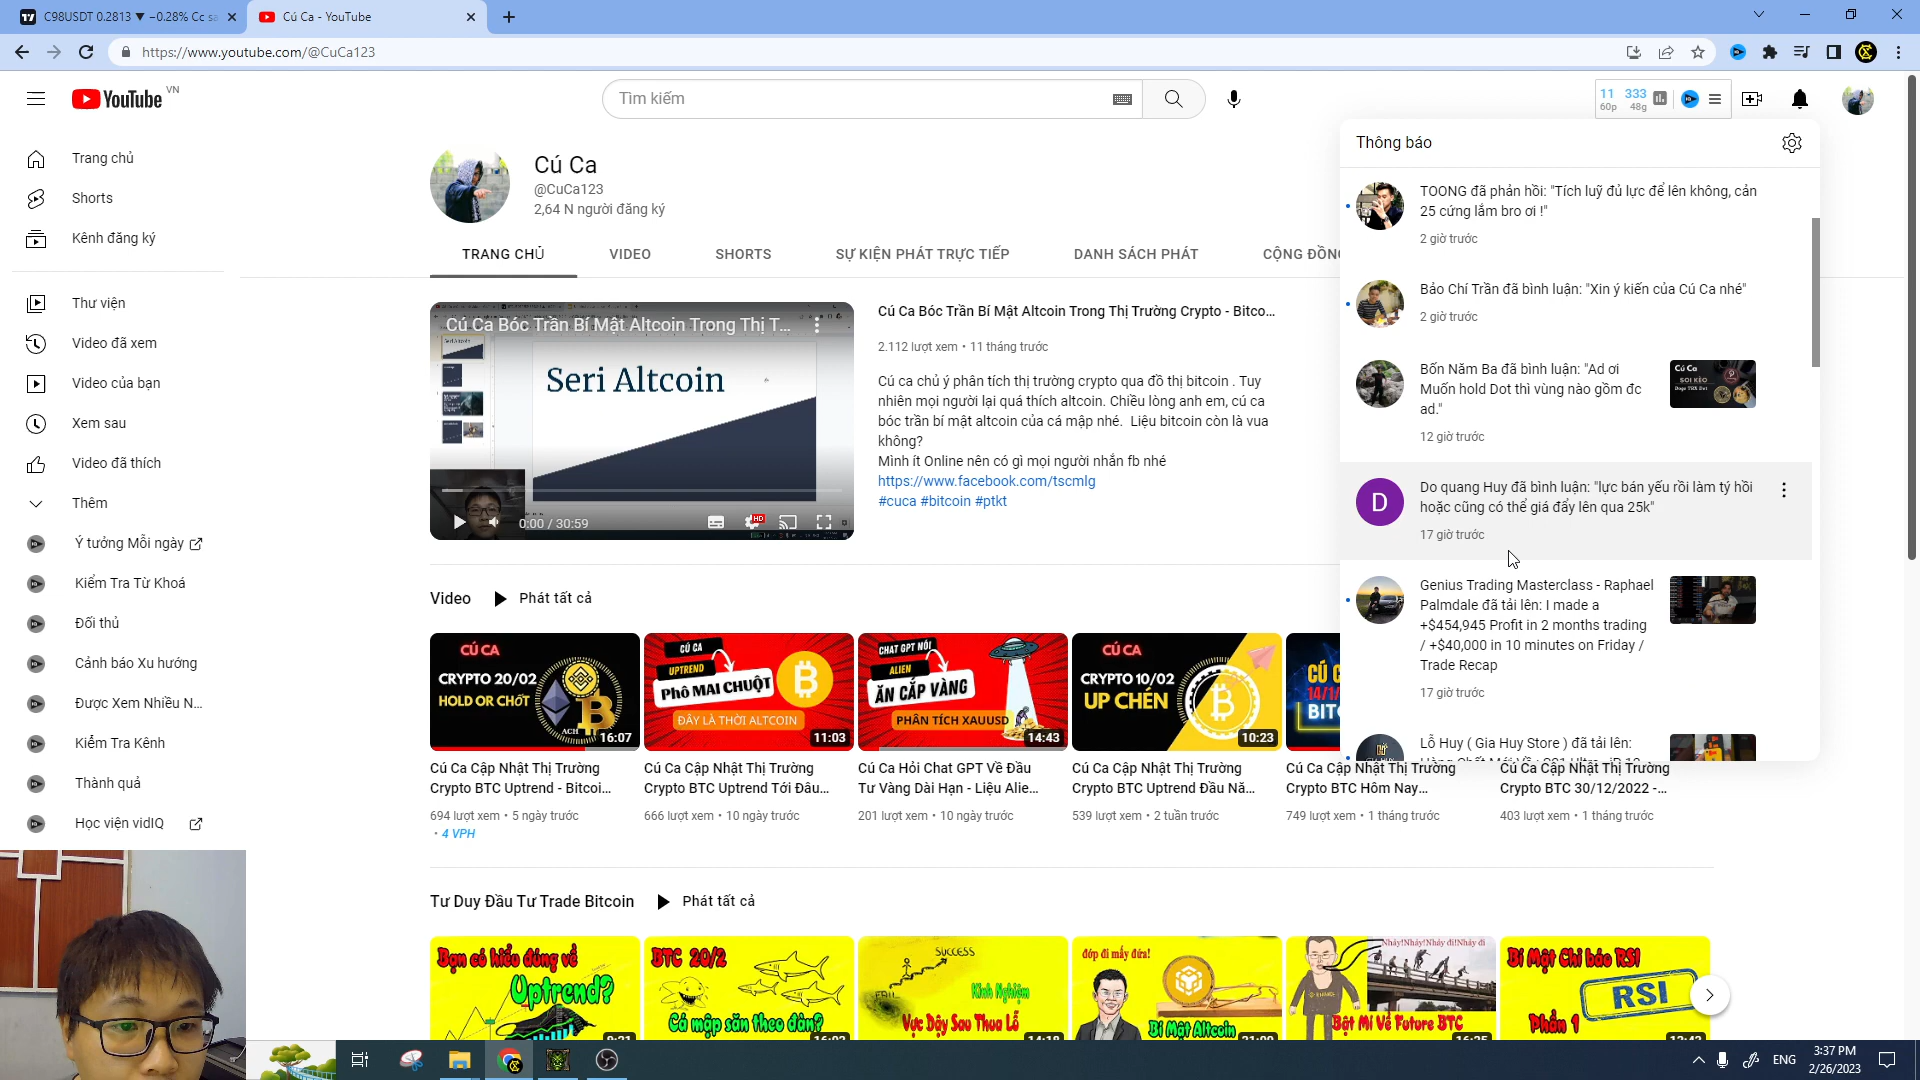 C98USDT 0.2813 ▼ −0.28% Cc sa
Cú Ca - YouTube
https://www.youtube.com/@CuCa123
YouTube VN
Tìm kiếm
11 333
60p 48g
Trang chủ
Shorts
Kênh đăng ký
Thư viện
Video đã xem
Video của bạn
Xem sau
Video đã thích
Thêm
Ý tưởng Mỗi ngày
Kiểm Tra Từ Khoá
Đối thủ
Cảnh báo Xu hướng
Được Xem Nhiều N...
Kiểm Tra Kênh
Thành quả
Học viện vidIQ
Cú Ca
@CuCa123
2,64 N người đăng ký
TRANG CHỦ VIDEO SHORTS SỰ KIỆN PHÁT TRỰC TIẾP DANH SÁCH PHÁT CỘNG ĐỒNG
Cú Ca Bóc Trần Bí Mật Altcoin Trong Thị T...
Seri Altcoin
0:00 / 30:59
HD
Cú Ca Bóc Trần Bí Mật Altcoin Trong Thị Trường Crypto - Bitco...
2.112 lượt xem • 11 tháng trước
Cú ca chủ ý phân tích thị trường crypto qua đồ thị bitcoin . Tuy
nhiên mọi người lại quá thích altcoin. Chiều lòng anh em, cú ca
bóc trần bí mật altcoin của cá mập nhé. Liệu bitcoin còn là vua
không?
Mình ít Online nên có gì mọi người nhắn fb nhé
https://www.facebook.com/tscmlg
#cuca #bitcoin #ptkt
Thông báo
TOONG đã phản hồi: "Tích luỹ đủ lực để lên không, cản
25 cứng lắm bro ơi !"
2 giờ trước
Bảo Chí Trần đã bình luận: "Xin ý kiến của Cú Ca nhé"
2 giờ trước
Bốn Năm Ba đã bình luận: "Ad ơi
Muốn hold Dot thì vùng nào gồm đc
ad."
12 giờ trước
Cú Ca
SOI KÈO
Doge TRX Dot
D
Do quang Huy đã bình luận: "lực bán yếu rồi làm tý hồi
hoặc cũng có thể giá đẩy lên qua 25k"
17 giờ trước
Genius Trading Masterclass - Raphael
Palmdale đã tải lên: I made a
+$454,945 Profit in 2 months trading
/ +$40,000 in 10 minutes on Friday /
Trade Recap
17 giờ trước
Lỗ Huy ( Gia Huy Store ) đã tải lên:
Video Phát tất cả
CÚ CA
CRYPTO 20/02
HOLD OR CHỐT
ACH
16:07
CÚ CA
UPTREND
PHÔ MAI CHUỘT
ĐÂY LÀ THỜI ALTCOIN
11:03
CHAT GPT NÓI
ALIEN
ĂN CẮP VÀNG
PHÂN TÍCH XAUUSD
14:43
CÚ CA
CRYPTO 10/02
UP CHÉN
10:23
Cú Ca Cập Nhật Thị Trường
Crypto BTC Uptrend - Bitcoi...
694 lượt xem • 5 ngày trước
• 4 VPH
Cú Ca Cập Nhật Thị Trường
Crypto BTC Uptrend Tới Đâu...
666 lượt xem • 10 ngày trước
Cú Ca Hỏi Chat GPT Về Đầu
Tư Vàng Dài Hạn - Liệu Alie...
201 lượt xem • 10 ngày trước
Cú Ca Cập Nhật Thị Trường
Crypto BTC Uptrend Đầu Nă...
539 lượt xem • 2 tuần trước
Cú Ca Cập Nhật Thị Trường
Crypto BTC Hôm Nay...
749 lượt xem • 1 tháng trước
Cú Ca Cập Nhật Thị Trường
Crypto BTC 30/12/2022 -...
403 lượt xem • 1 tháng trước
Tư Duy Đầu Tư Trade Bitcoin Phát tất cả
Bạn có hiểu đúng về
Uptrend?
BTC 20/2
Cá mập săn theo đàn?
SUCCESS
FAIL
Kinh Nghiệm
Vực Dậy Sau Thua Lỗ
đớp đi mấy đứa!
Bí Mật Altcoin
Nhảy!Nhảy!Nhảy đi!Nhảy đi
Bật Mí Về Future BTC
Bí Mật Chỉ báo RSI
RSI
Phần 1
ENG
3:37 PM
2/26/2023